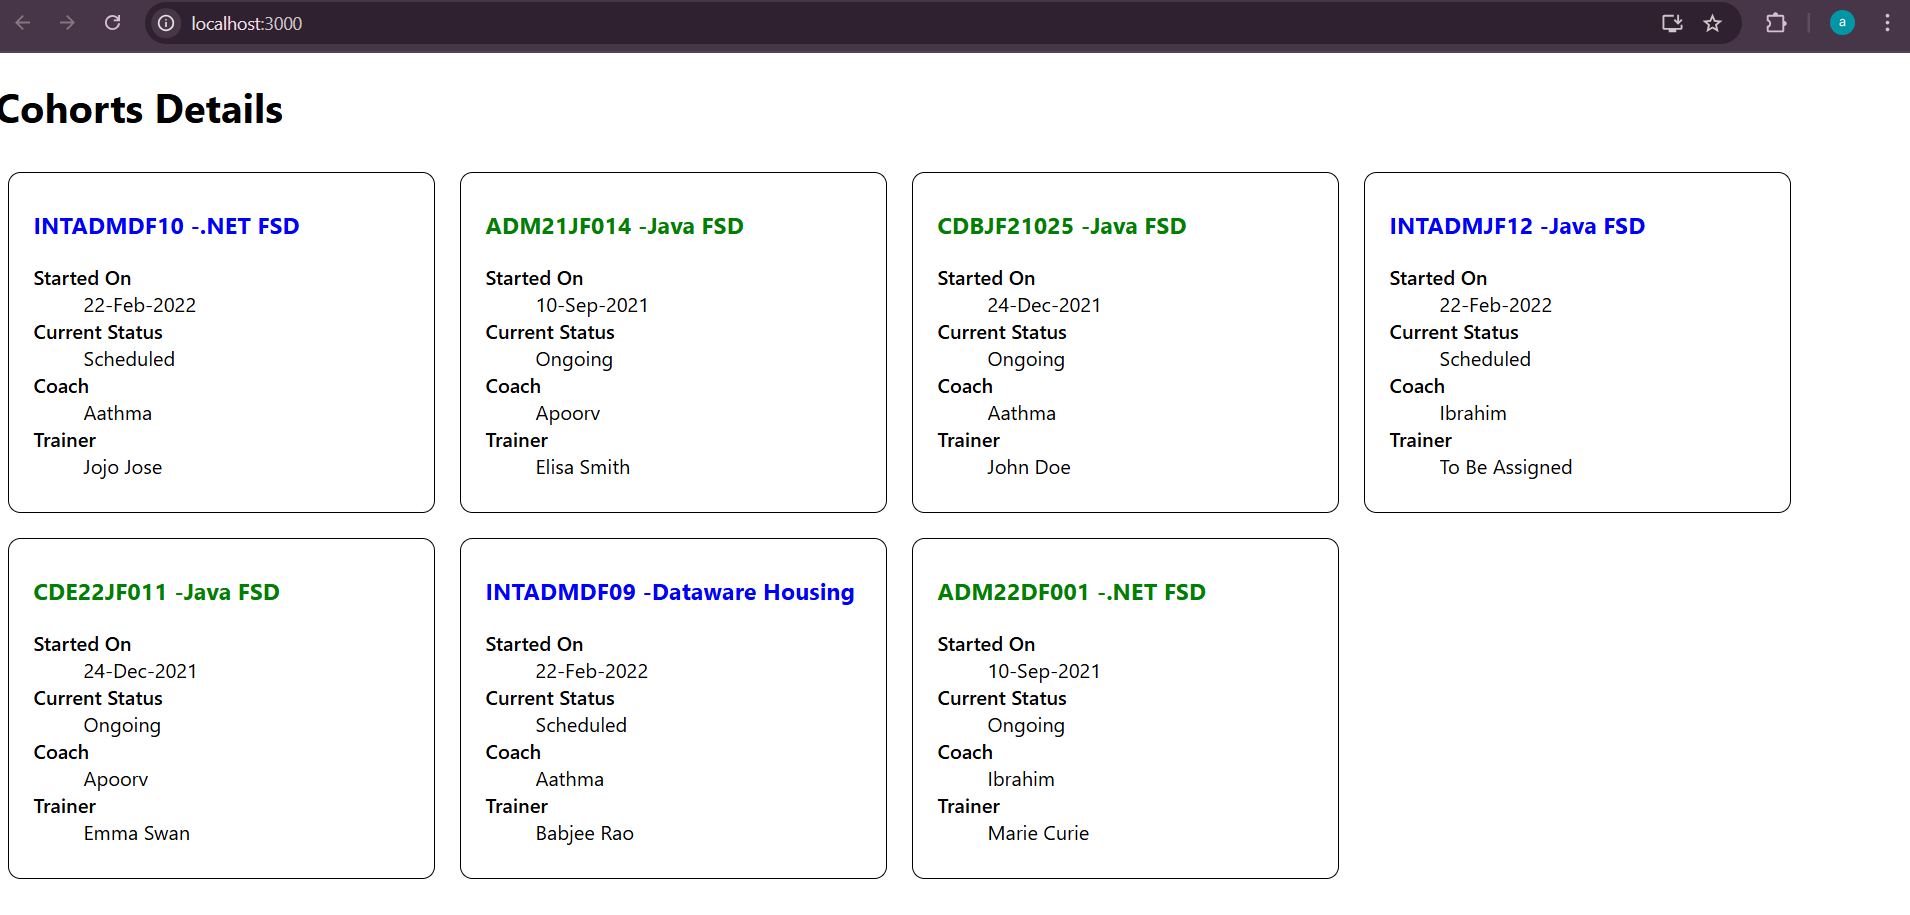 localhost:3000
a
Cohorts Details
INTADMDF10 -.NET FSD
Started On
22-Feb-2022
Current Status
Scheduled
Coach
Aathma
Trainer
Jojo Jose
ADM21JF014 -Java FSD
Started On
10-Sep-2021
Current Status
Ongoing
Coach
Apoorv
Trainer
Elisa Smith
CDBJF21025 -Java FSD
Started On
24-Dec-2021
Current Status
Ongoing
Coach
Aathma
Trainer
John Doe
INTADMJF12 -Java FSD
Started On
22-Feb-2022
Current Status
Scheduled
Coach
Ibrahim
Trainer
To Be Assigned
CDE22JF011 -Java FSD
Started On
24-Dec-2021
Current Status
Ongoing
Coach
Apoorv
Trainer
Emma Swan
INTADMDF09 -Dataware Housing
Started On
22-Feb-2022
Current Status
Scheduled
Coach
Aathma
Trainer
Babjee Rao
ADM22DF001 -.NET FSD
Started On
10-Sep-2021
Current Status
Ongoing
Coach
Ibrahim
Trainer
Marie Curie